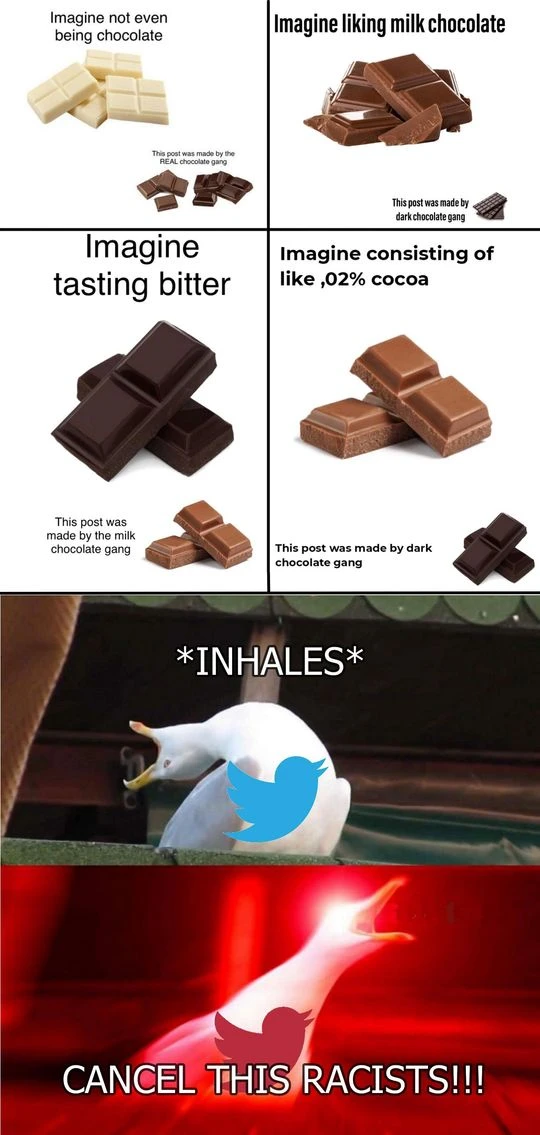 Imagine not even
being chocolate
This post was made by the
REAL chocolate gang
Imagine liking milk chocolate
This post was made by
dark chocolate gang
Imagine
tasting bitter
This post was
made by the milk
chocolate gang
Imagine consisting of
like ,02% cocoa
This post was made by dark
chocolate gang
*INHALES*
CANCEL THIS RACISTS!!!